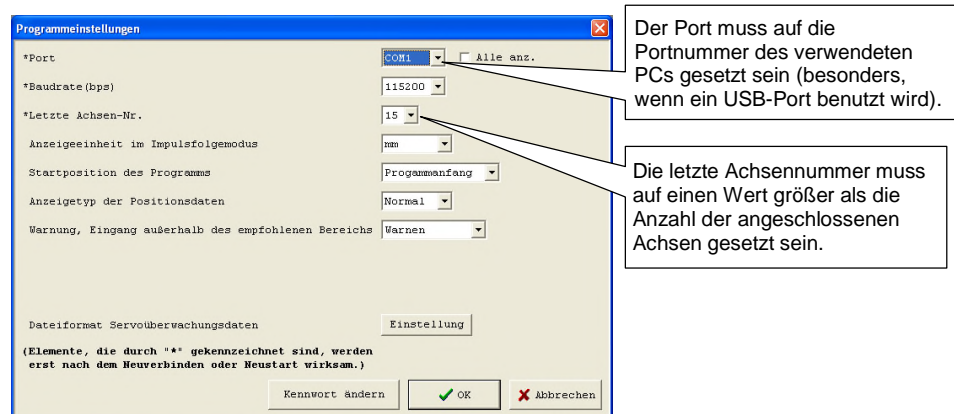 Programmeinstellungen
*Port
COM1
Alle anz.
*Baudrate(bps)
115200
*Letzte Achsen-Nr.
15
Anzeigeeinheit im Impulsfolgemodus
mm
Startposition des Programms
Progammanfang
Anzeigetyp der Positionsdaten
Normal
Warnung, Eingang außerhalb des empfohlenen Bereichs
Warnen
Dateiformat Servoüberwachungsdaten
Einstellung
(Elemente, die durch "*" gekennzeichnet sind, werden
erst nach dem Neuverbinden oder Neustart wirksam.)
Kennwort ändern
OK
Abbrechen
Der Port muss auf die
Portnummer des verwendeten
PCs gesetzt sein (besonders,
wenn ein USB-Port benutzt wird).
Die letzte Achsennummer muss
auf einen Wert größer als die
Anzahl der angeschlossenen
Achsen gesetzt sein.